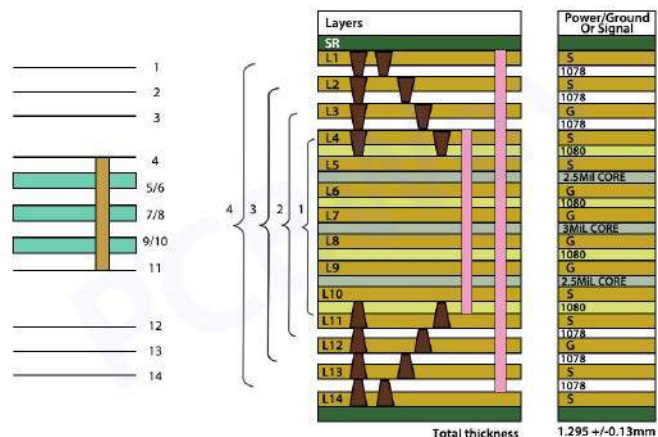 1
2
3
4
5/6
7/8
9/10
11
12
13
14
4 3 2 1
Layers
SR
L1
L2
L3
L4
L5
L6
L7
L8
L9
L10
L11
L12
L13
L14
Total thickness
Power/Ground
Or Signal
S
1078
S
1078
G
1078
S
1080
S
2.5Mil CORE
G
1080
G
3MiL CORE
G
1080
G
2.5MiL CORE
S
1080
S
1078
G
1078
S
1078
S
1.295 +/-0.13mm